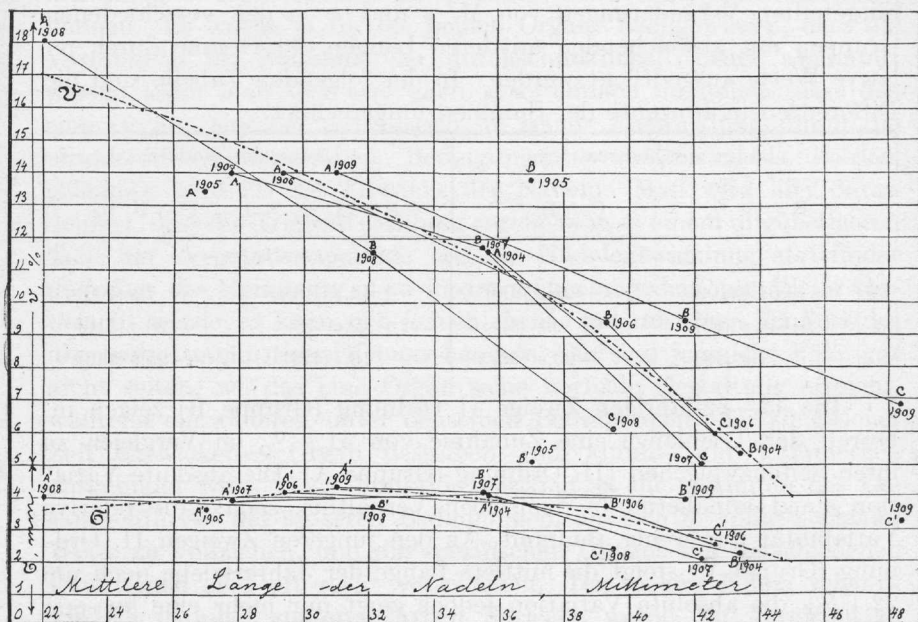 A 1908
18
17
V
16
15
14
1907 A
A 1906
A 1909
B 1905
1905 A
13
12
B 1908
B 1907
A 1904
11
%
V in
10
B 1906
B 1909
9
8
7
C 1909
C 1908
C 1906
6
B 1904
5
B' 1905
1907 C
A' 1908
A' 1907
A' 1906
A' 1909
B' 1907
B' 1909
4
A' 1905
B' 1908
A' 1904
B' 1906
1909 C'
σ
3
C' 1906
C' 1908
C' 1907
B' 1904
2
σ
1
Mittlere Länge der Nadeln, Millimeter
0 22 24 26 28 30 32 34 36 38 40 42 44 46 48